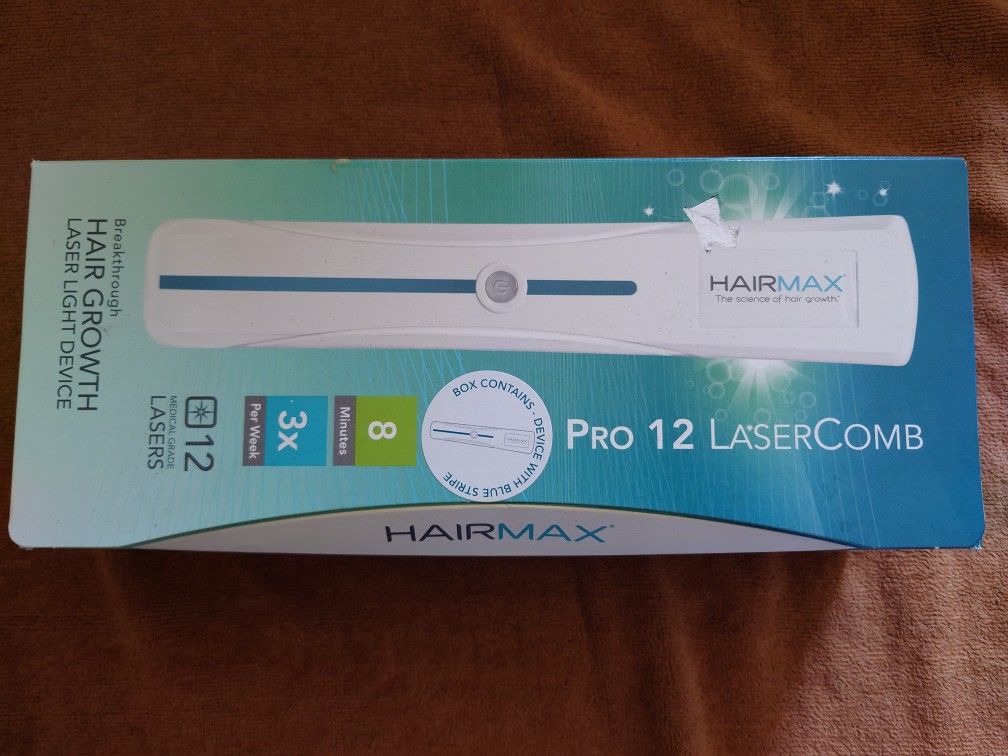 Breakthrough
HAIR GROWTH
LASER LIGHT DEVICE
HAIRMAX®
The science of hair growth.®
12
MEDICAL GRADE
LASERS
3x
Per Week
8
Minutes
BOX CONTAINS - DEVICE WITH BLUE STRIPE
PRO 12 LASERCOMB
HAIRMAX®